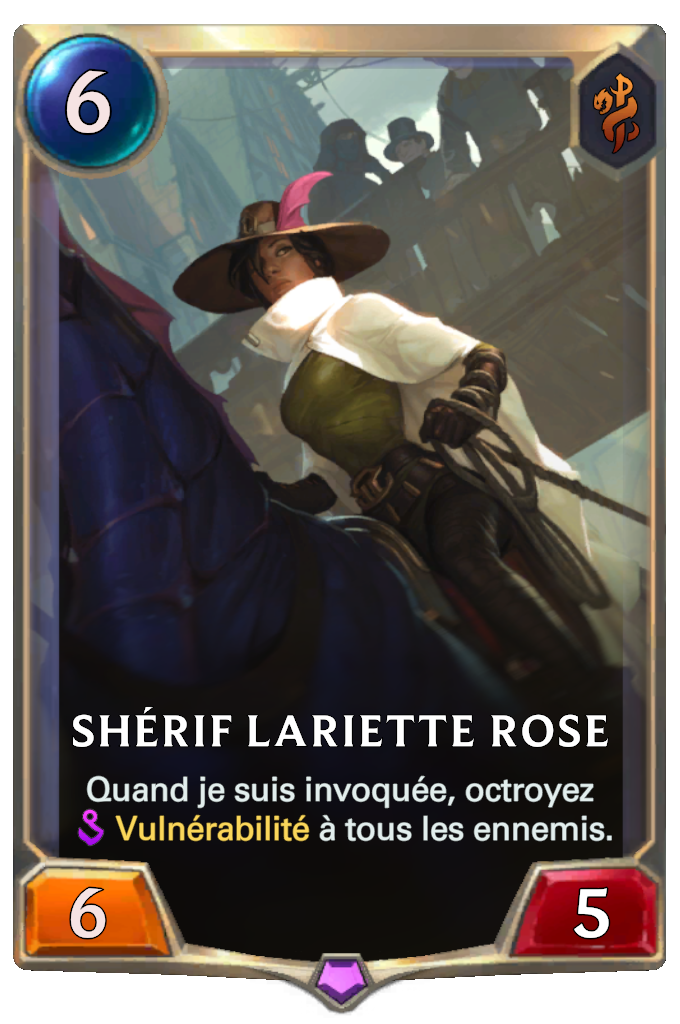 6
SHÉRIF LARIETTE ROSE
Quand je suis invoquée, octroyez
Vulnérabilité à tous les ennemis.
6
5